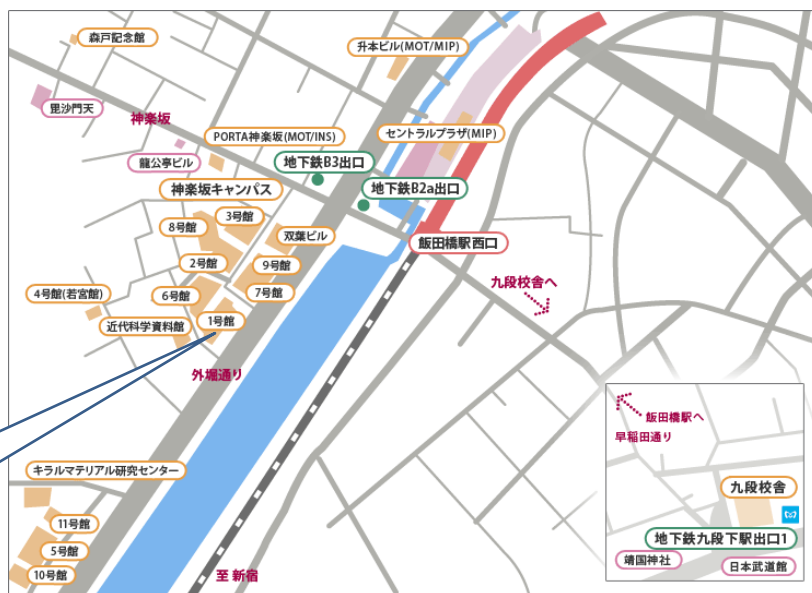 森戸記念館
升本ビル(MOT/MIP)
毘沙門天
神楽坂
PORTA神楽坂(MOT/INS)
セントラルプラザ(MIP)
龍公亭ビル
地下鉄B3出口
神楽坂キャンパス
地下鉄B2a出口
3号館
8号館
双葉ビル
飯田橋駅西口
2号館
9号館
九段校舎へ
4号館(若宮館)
6号館
7号館
1号館
近代科学資料館
外堀通り
飯田橋駅へ
早稲田通り
キラルマテリアル研究センター
九段校舎
11号館
地下鉄九段下駅出口1
5号館
靖国神社
日本武道館
10号館
至 新宿